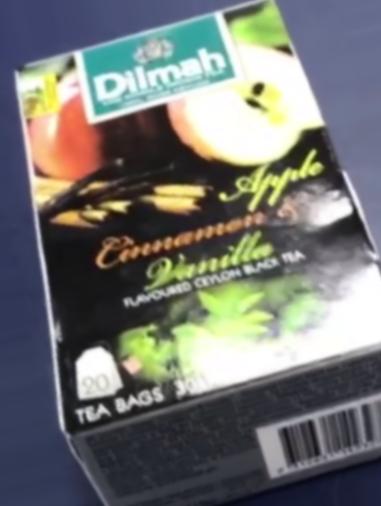 Dilmah
Apple
Cinnamon &
Vanilla
FLAVOURED CEYLON BLACK TEA
20
TEA BAGS